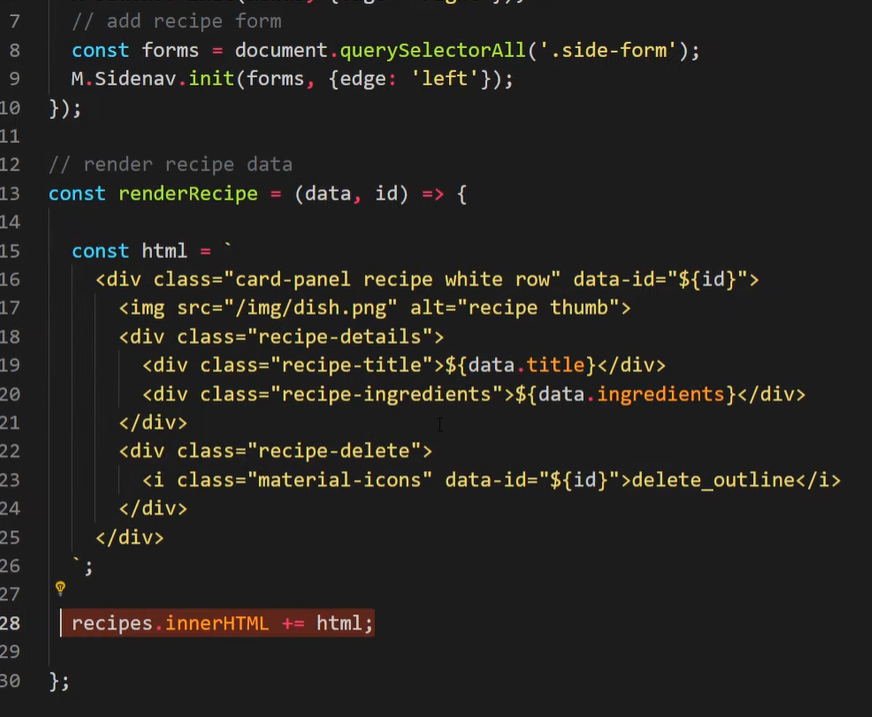 7 // add recipe form
8 const forms = document.querySelectorAll('.side-form');
9 M.Sidenav.init(forms, {edge: 'left'});
10 });
11
12 // render recipe data
13 const renderRecipe = (data, id) => {
14
15 const html = `
16 <div class="card-panel recipe white row" data-id="${id}">
17 <img src="/img/dish.png" alt="recipe thumb">
18 <div class="recipe-details">
19 <div class="recipe-title">${data.title}</div>
20 <div class="recipe-ingredients">${data.ingredients}</div>
21 </div>
22 <div class="recipe-delete">
23 <i class="material-icons" data-id="${id}">delete_outline</i>
24 </div>
25 </div>
26 `;
27
28 recipes.innerHTML += html;
29
30 };